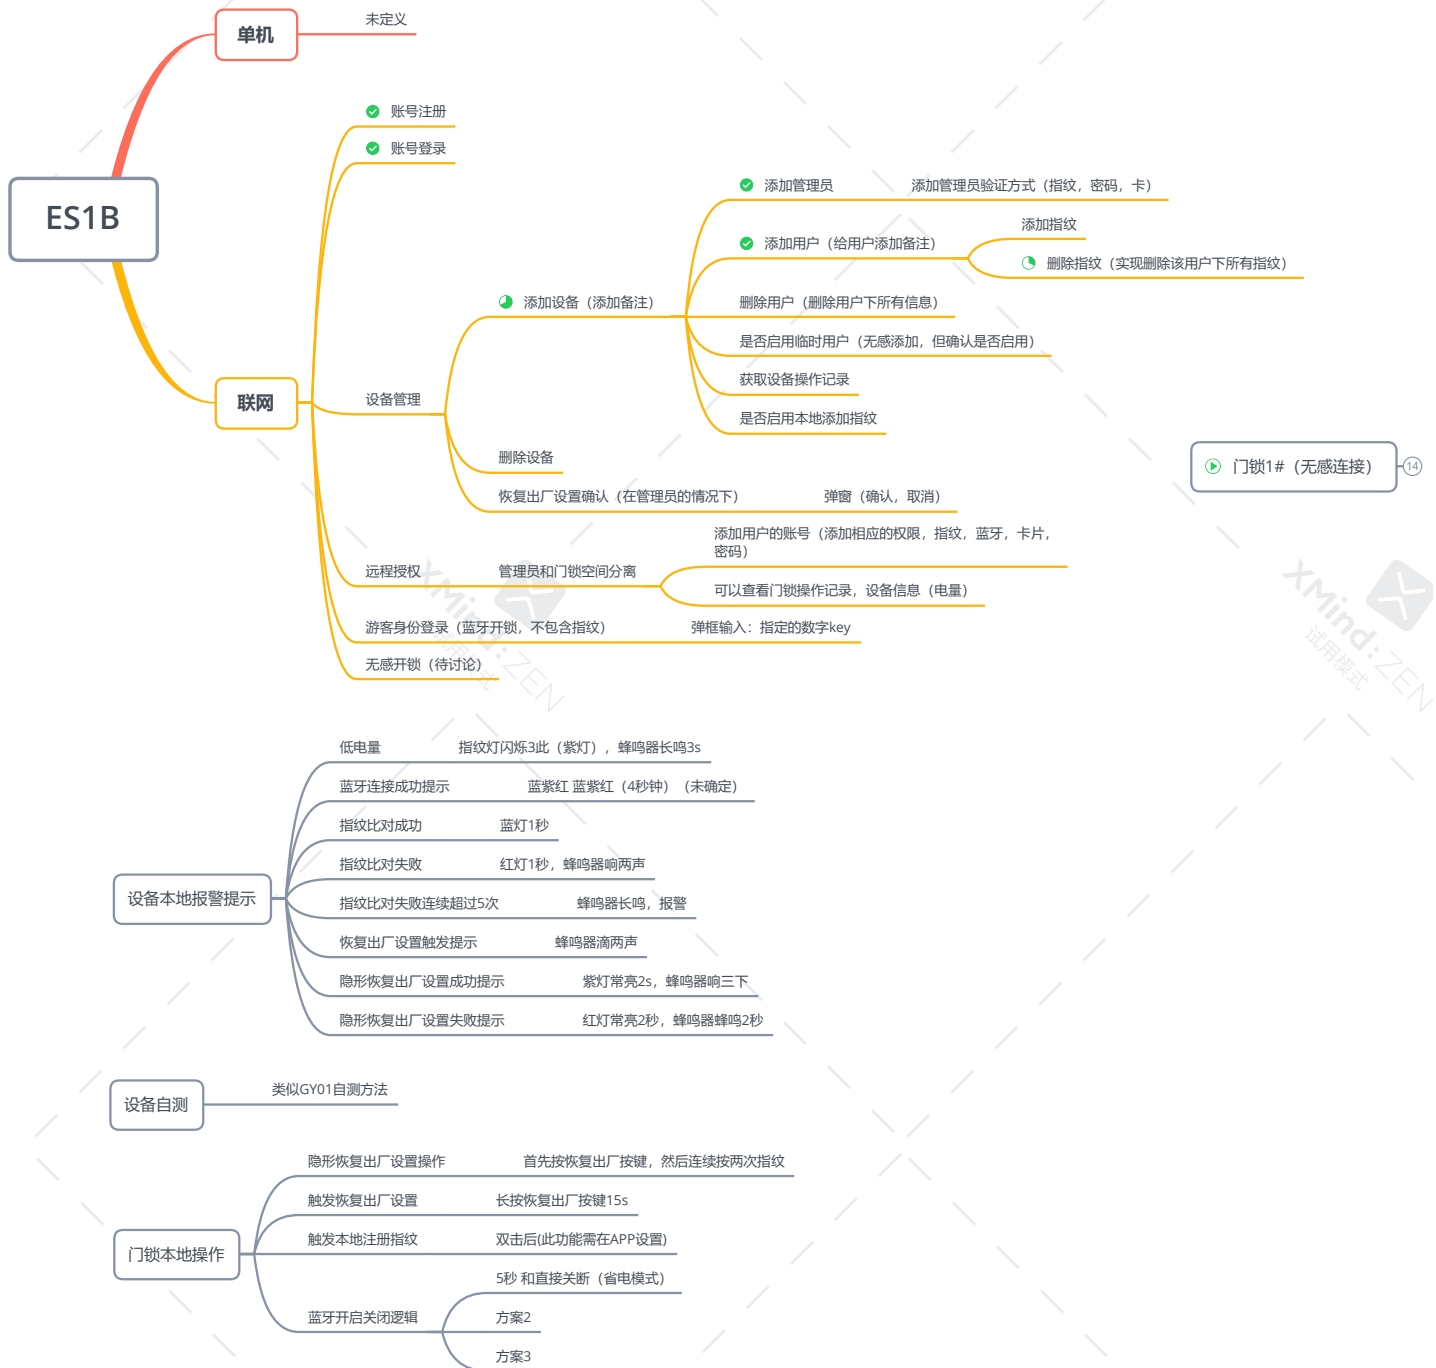 单机
未定义
ES1B
联网
账号注册
账号登录
设备管理
添加设备（添加备注）
添加管理员
添加管理员验证方式（指纹，密码，卡）
添加用户（给用户添加备注）
添加指纹
删除指纹（实现删除该用户下所有指纹）
删除用户（删除用户下所有信息）
是否启用临时用户（无感添加，但确认是否启用）
获取设备操作记录
是否启用本地添加指纹
删除设备
恢复出厂设置确认（在管理员的情况下）
弹窗（确认，取消）
远程授权
管理员和门锁空间分离
添加用户的账号（添加相应的权限，指纹，蓝牙，卡片，
密码）
可以查看门锁操作记录，设备信息（电量）
游客身份登录（蓝牙开锁，不包含指纹）
弹框输入：指定的数字key
无感开锁（待讨论）
门锁1#（无感连接）
14
XMind:ZEN
试用模式
XMind:ZEN
试用模式
设备本地报警提示
低电量
指纹灯闪烁3此（紫灯），蜂鸣器长鸣3s
蓝牙连接成功提示
蓝紫红 蓝紫红（4秒钟）（未确定）
指纹比对成功
蓝灯1秒
指纹比对失败
红灯1秒，蜂鸣器响两声
指纹比对失败连续超过5次
蜂鸣器长鸣，报警
恢复出厂设置触发提示
蜂鸣器滴两声
隐形恢复出厂设置成功提示
紫灯常亮2s，蜂鸣器响三下
隐形恢复出厂设置失败提示
红灯常亮2秒，蜂鸣器蜂鸣2秒
设备自测
类似GY01自测方法
门锁本地操作
隐形恢复出厂设置操作
首先按恢复出厂按键，然后连续按两次指纹
触发恢复出厂设置
长按恢复出厂按键15s
触发本地注册指纹
双击后(此功能需在APP设置)
蓝牙开启关闭逻辑
5秒 和直接关断（省电模式）
方案2
方案3